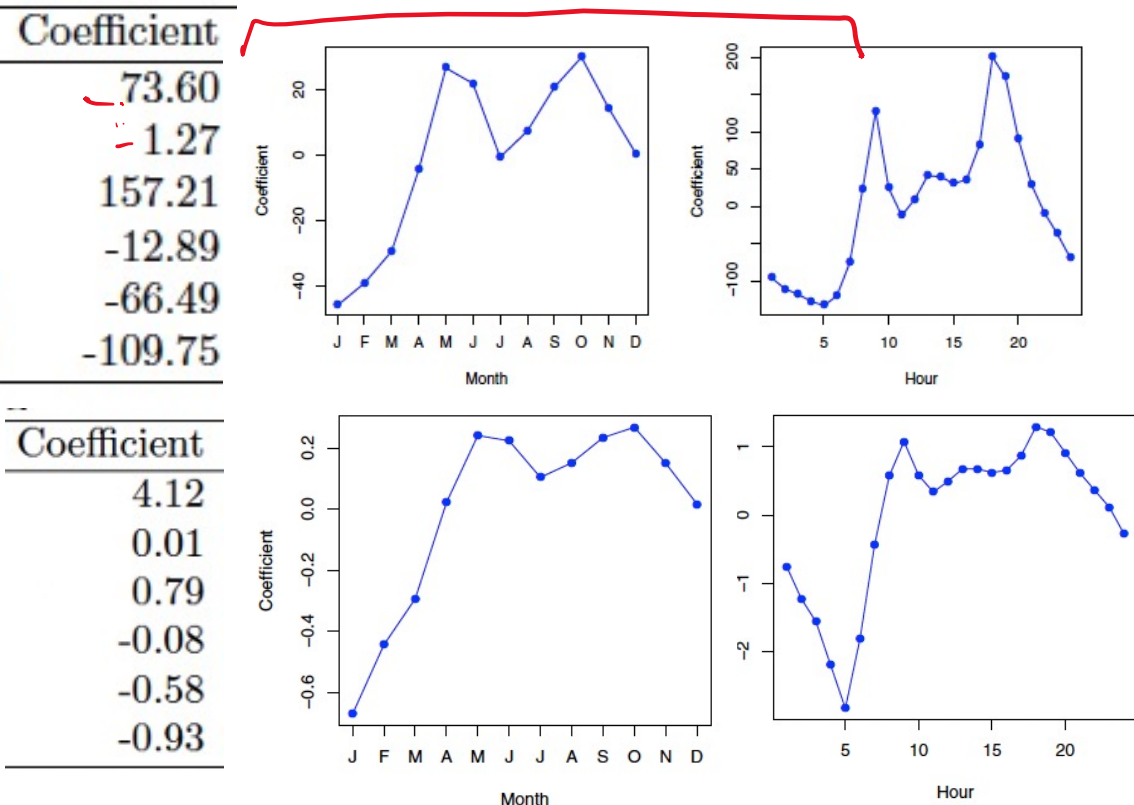 Coefficient
73.60
1.27
157.21
-12.89
-66.49
-109.75
20
0
-20
-40
Coefficient
J F M A M J J A S O N D
Month
200
100
50
0
-100
Coefficient
5 10 15 20
Hour
Coefficient
4.12
0.01
0.79
-0.08
-0.58
-0.93
0.2
0.0
-0.2
-0.4
-0.6
Coefficient
J F M A M J J A S O N D
Month
1
0
-1
-2
5 10 15 20
Hour